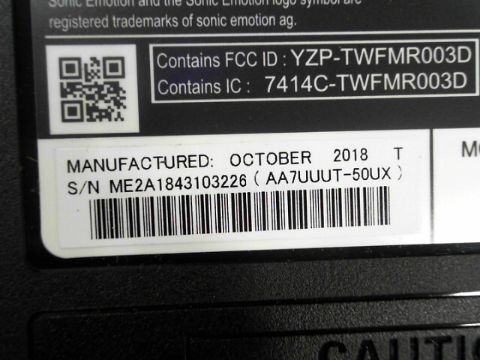 Sonic Emotion and the Sonic Emotion logo symbol are
registered trademarks of sonic emotion ag.
Contains FCC ID : YZP-TWFMR003D
Contains IC : 7414C-TWFMR003D
MANUFACTURED: OCTOBER 2018 T
S/N ME2A1843103226 ( AA7UUUT-50UX )